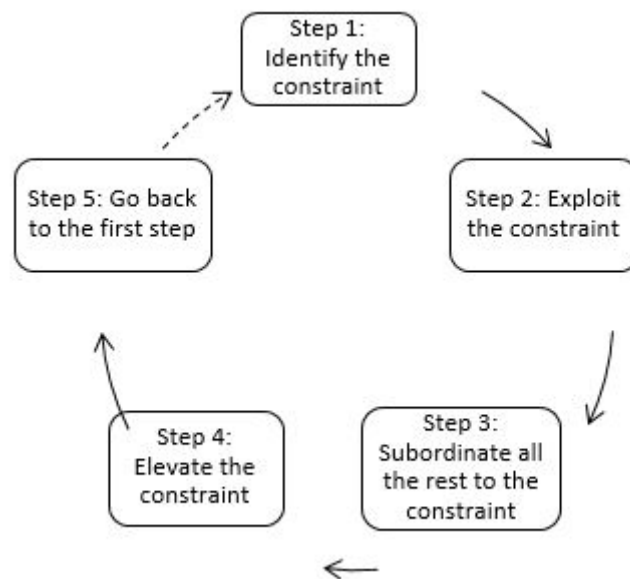 Step 1:
Identify the
constraint
Step 2: Exploit
the constraint
Step 3:
Subordinate all
the rest to the
constraint
Step 4:
Elevate the
constraint
Step 5: Go back
to the first step